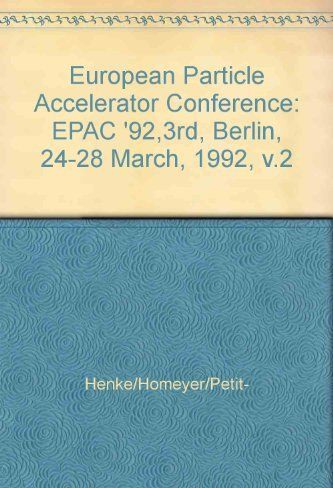 European Particle
Accelerator Conference:
EPAC '92,3rd, Berlin,
24-28 March, 1992, v.2
Henke/Homeyer/Petit-